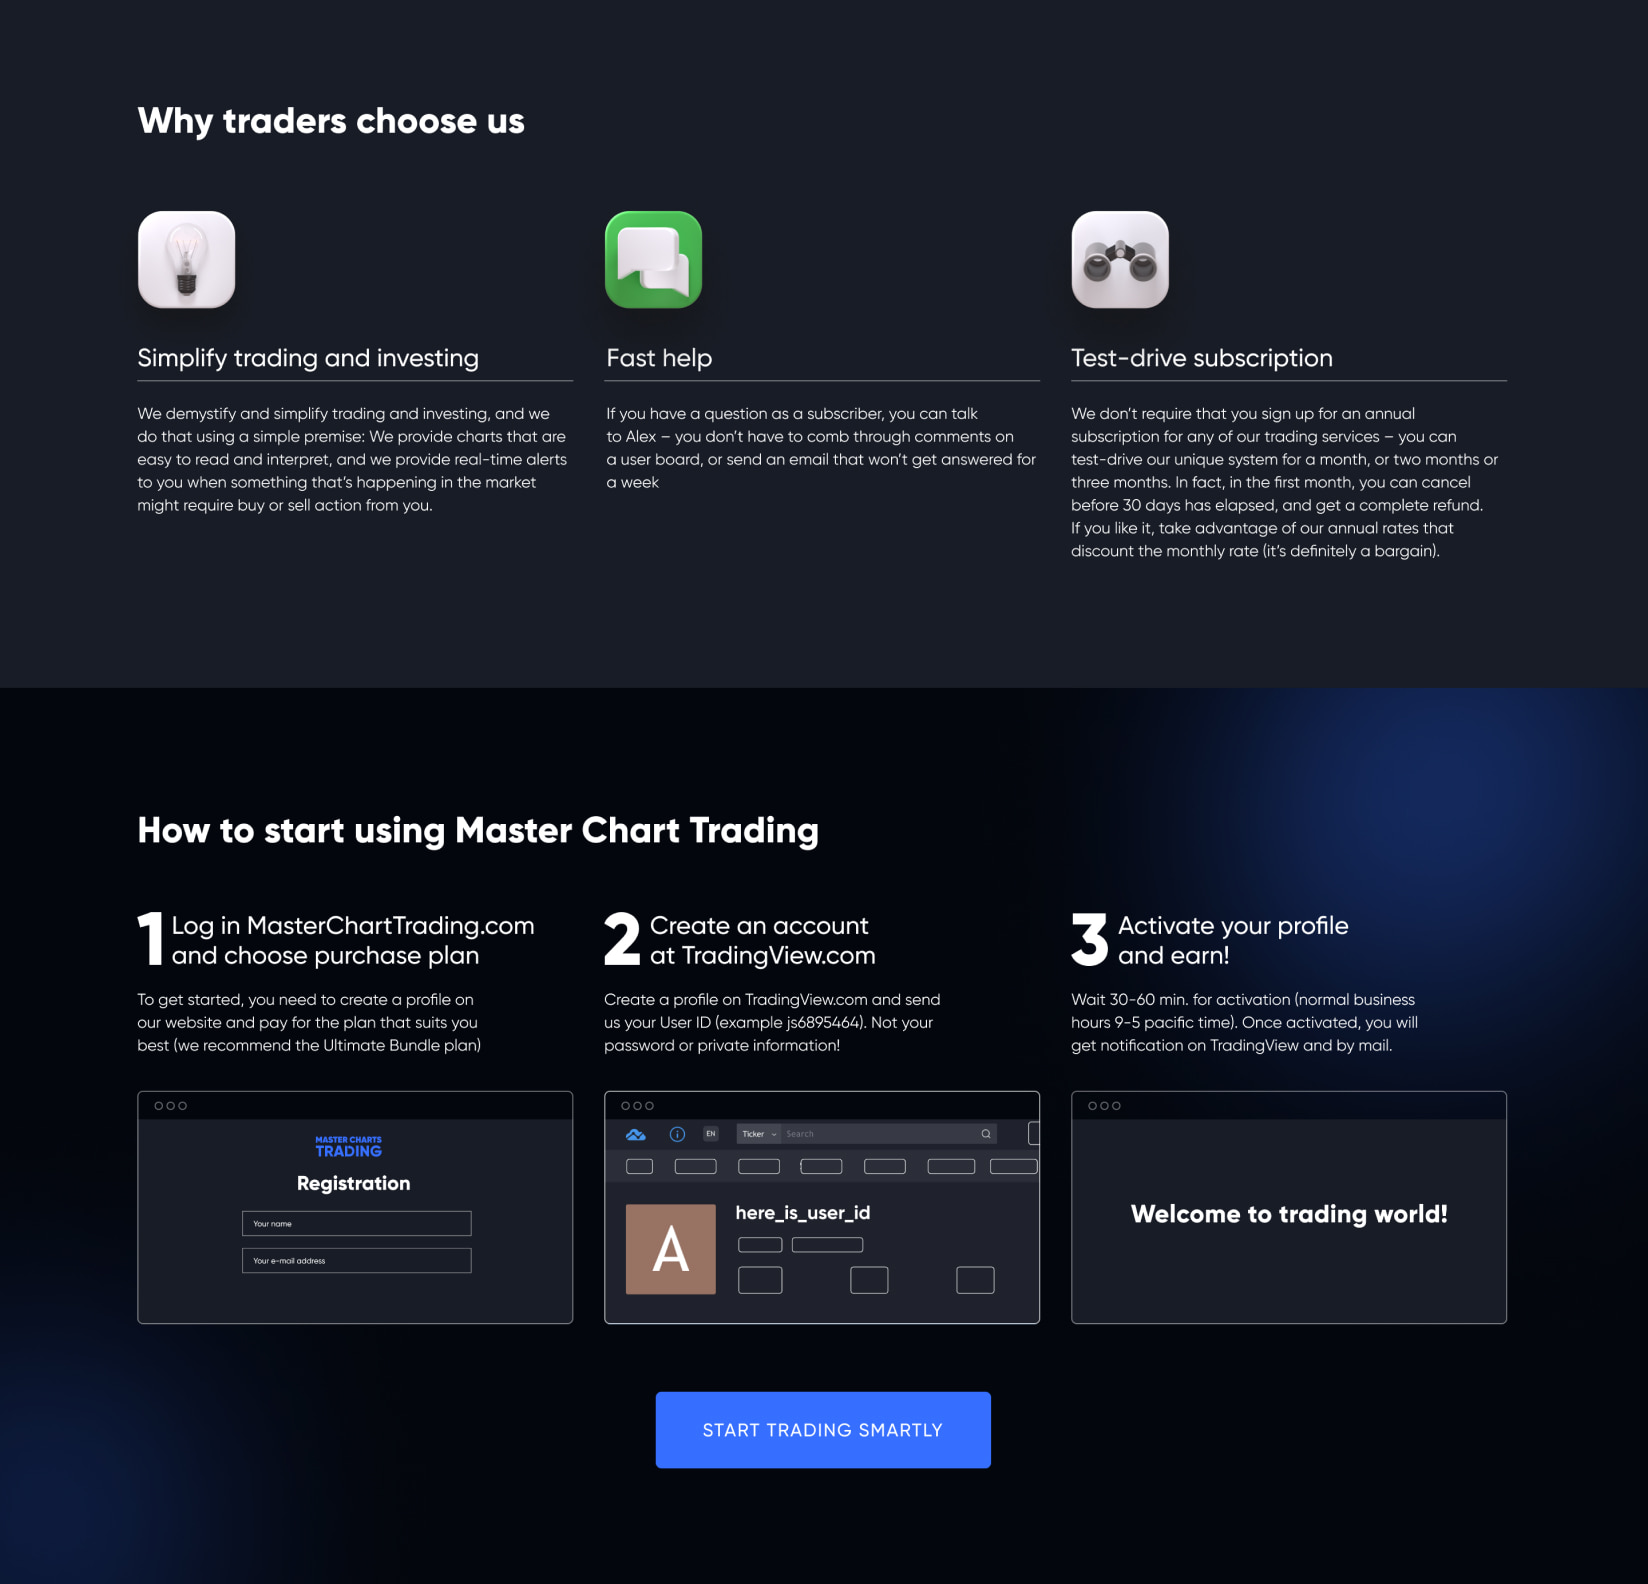 Why traders choose us
Simplify trading and investing
We demystify and simplify trading and investing, and we
do that using a simple premise: We provide charts that are
easy to read and interpret, and we provide real-time alerts
to you when something that's happening in the market
might require buy or sell action from you.
Fast help
If you have a question as a subscriber, you can talk
to Alex – you don't have to comb through comments on
a user board, or send an email that won't get answered for
a week
Test-drive subscription
We don't require that you sign up for an annual
subscription for any of our trading services – you can
test-drive our unique system for a month, or two months or
three months. In fact, in the first month, you can cancel
before 30 days has elapsed, and get a complete refund.
If you like it, take advantage of our annual rates that
discount the monthly rate (it's definitely a bargain).
How to start using Master Chart Trading
1
Log in MasterChartTrading.com
and choose purchase plan
To get started, you need to create a profile on
our website and pay for the plan that suits you
best (we recommend the Ultimate Bundle plan)
MASTER CHARTS
TRADING
Registration
Your name
Your e-mail address
2
Create an account
at TradingView.com
Create a profile on TradingView.com and send
us your User ID (example js6895464). Not your
password or private information!
EN
Ticker
Search
A
here_is_user_id
3
Activate your profile
and earn!
Wait 30-60 min. for activation (normal business
hours 9-5 pacific time). Once activated, you will
get notification on TradingView and by mail.
Welcome to trading world!
START TRADING SMARTLY